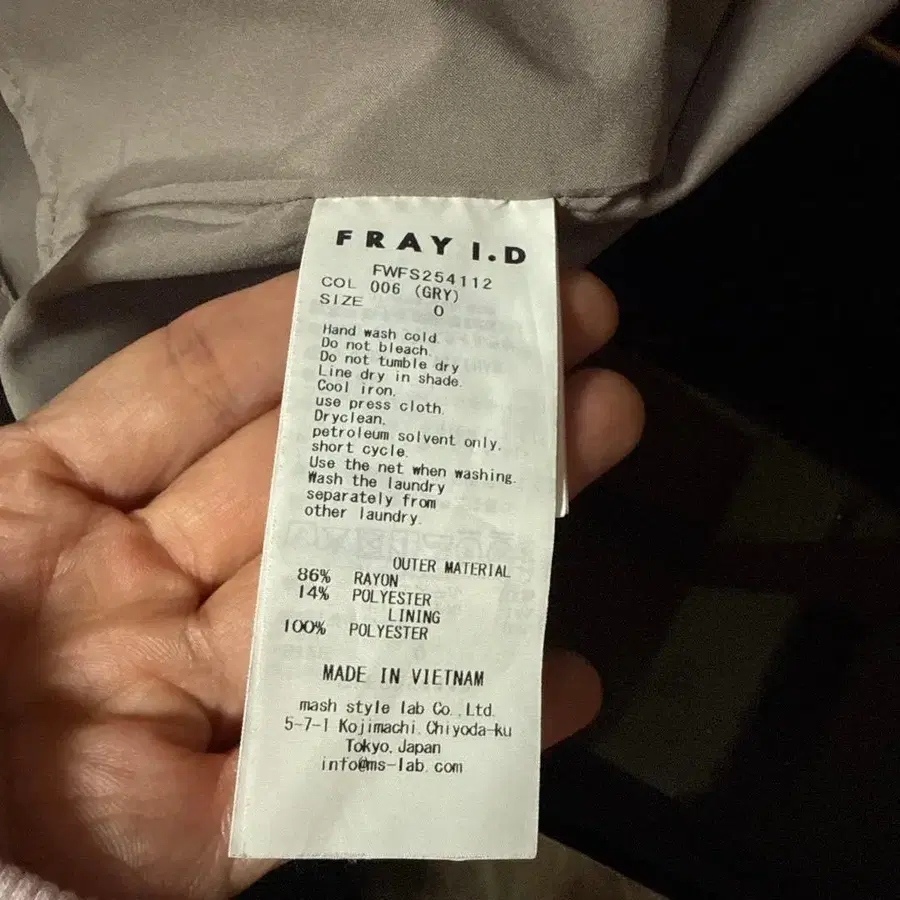 FRAY I.D
FWFS254112
COL 006 (GRY)
SIZE 0
Hand wash cold.
Do not bleach.
Do not tumble dry
Line dry in shade.
Cool iron.
use press cloth.
Dryclean,
petroleum solvent only.
short cycle.
Use the net when washing.
Wash the laundry
separately from
other laundry.
OUTER MATERIAL
86% RAYON
14% POLYESTER
LINING
100% POLYESTER
MADE IN VIETNAM
mash style lab Co.,Ltd.
5-7-1 Kojimachi Chiyoda-ku
Tokyo, Japan
info@ms-lab.com